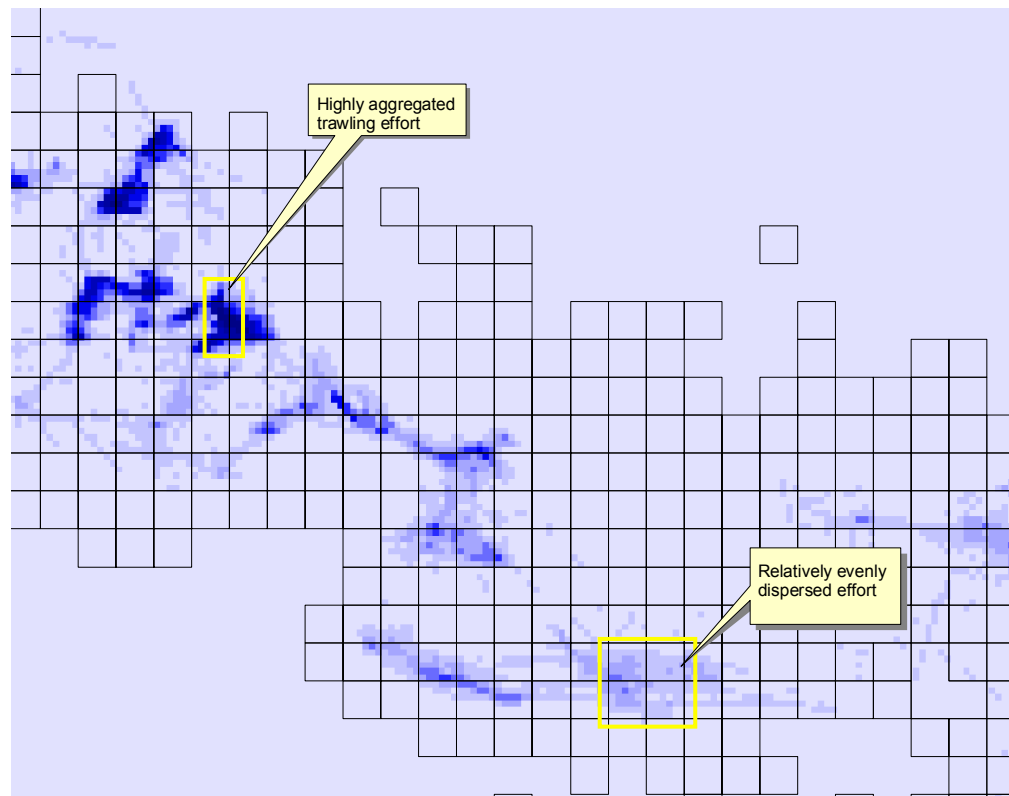 Highly aggregated
trawling effort
Relatively evenly
dispersed effort